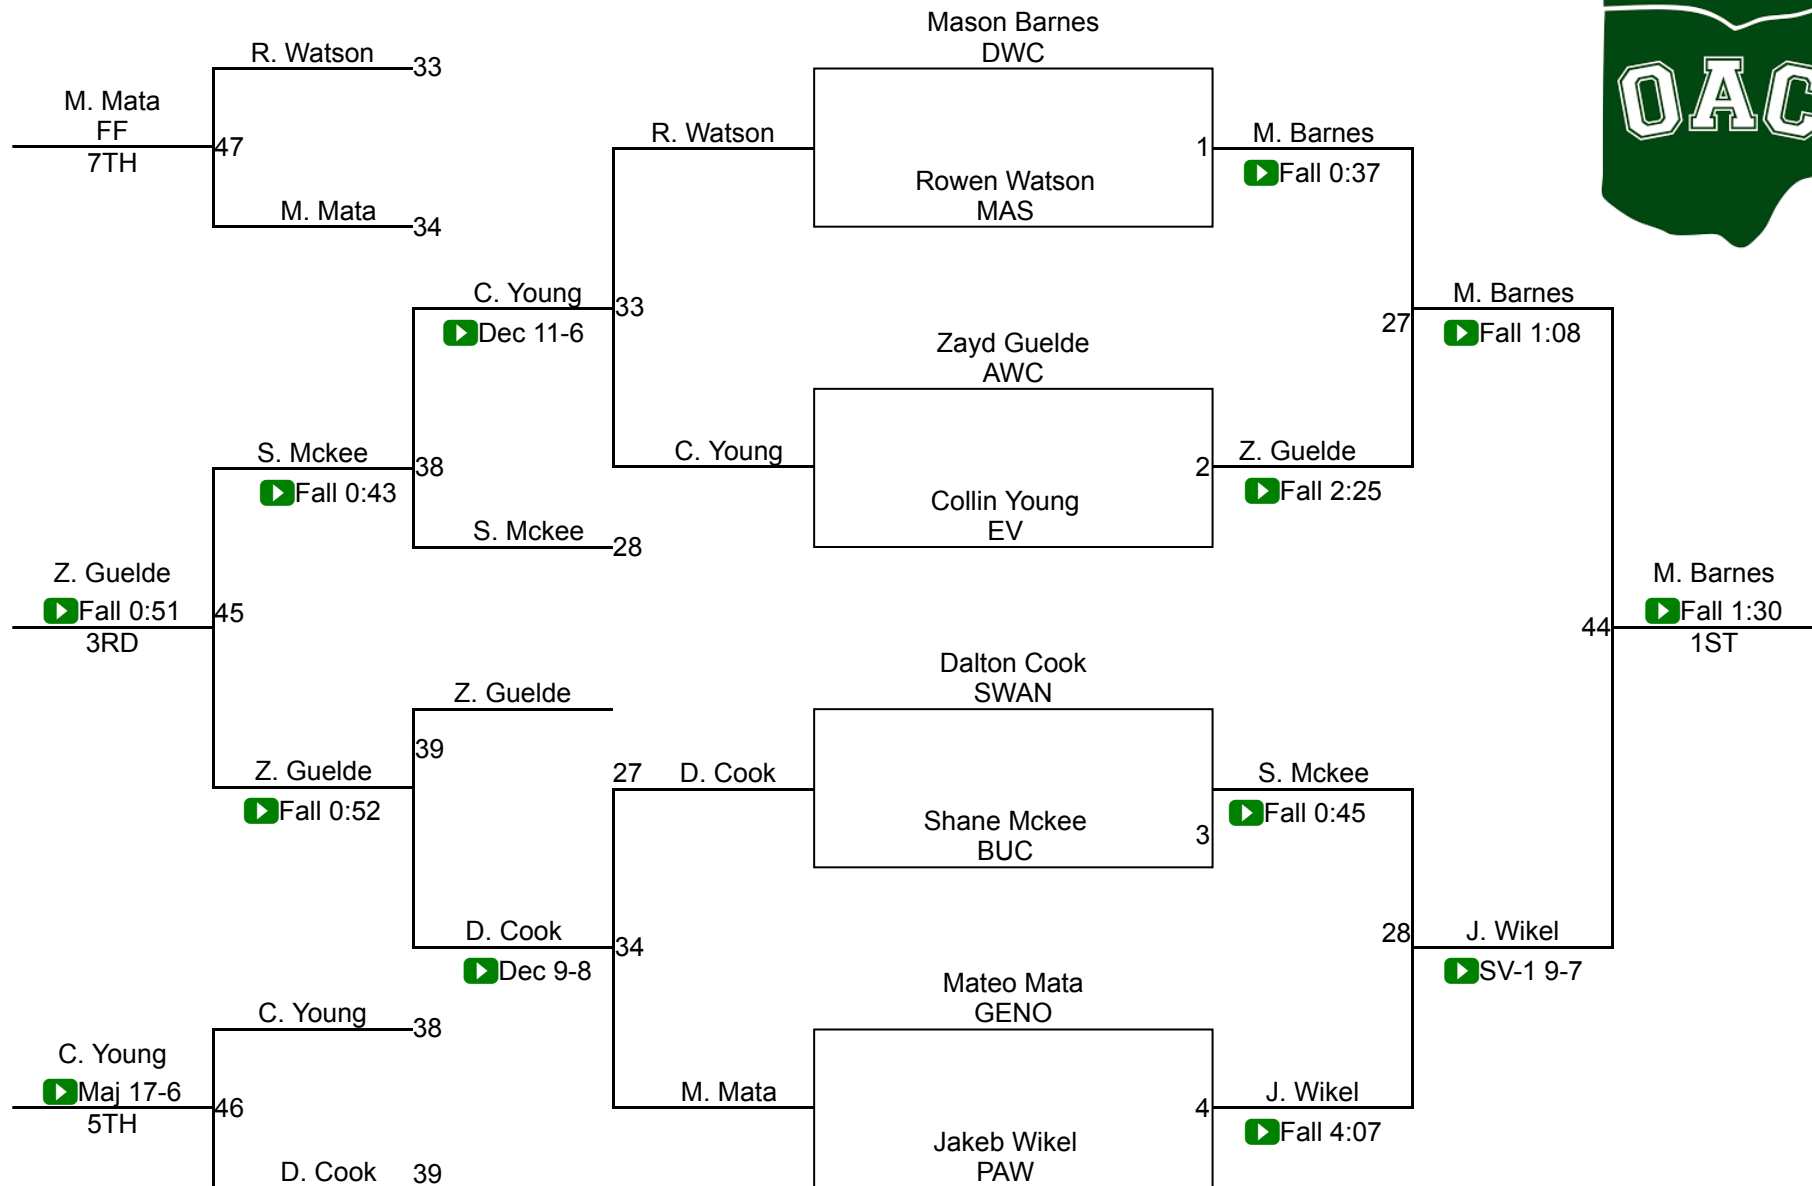 Mason Barnes
DWC
OAC
R. Watson
33
M. Mata
FF
7TH
47
M. Mata
34
R. Watson
1
M. Barnes
Fall 0:37
Rowen Watson
MAS
C. Young
33
Dec 11-6
27
M. Barnes
Fall 1:08
Zayd Guelde
AWC
S. Mckee
38
Fall 0:43
C. Young
2
Z. Guelde
Fall 2:25
Collin Young
EV
S. Mckee
28
Z. Guelde
Fall 0:51
3RD
45
M. Barnes
Fall 1:30
1ST
44
Dalton Cook
SWAN
Z. Guelde
39
Z. Guelde
Fall 0:52
27
D. Cook
S. Mckee
Fall 0:45
Shane Mckee
BUC
3
D. Cook
34
Dec 9-8
28
J. Wikel
SV-1 9-7
Mateo Mata
GENO
C. Young
38
C. Young
Maj 17-6
5TH
46
M. Mata
4
J. Wikel
Fall 4:07
Jakeb Wikel
PAW
D. Cook
39